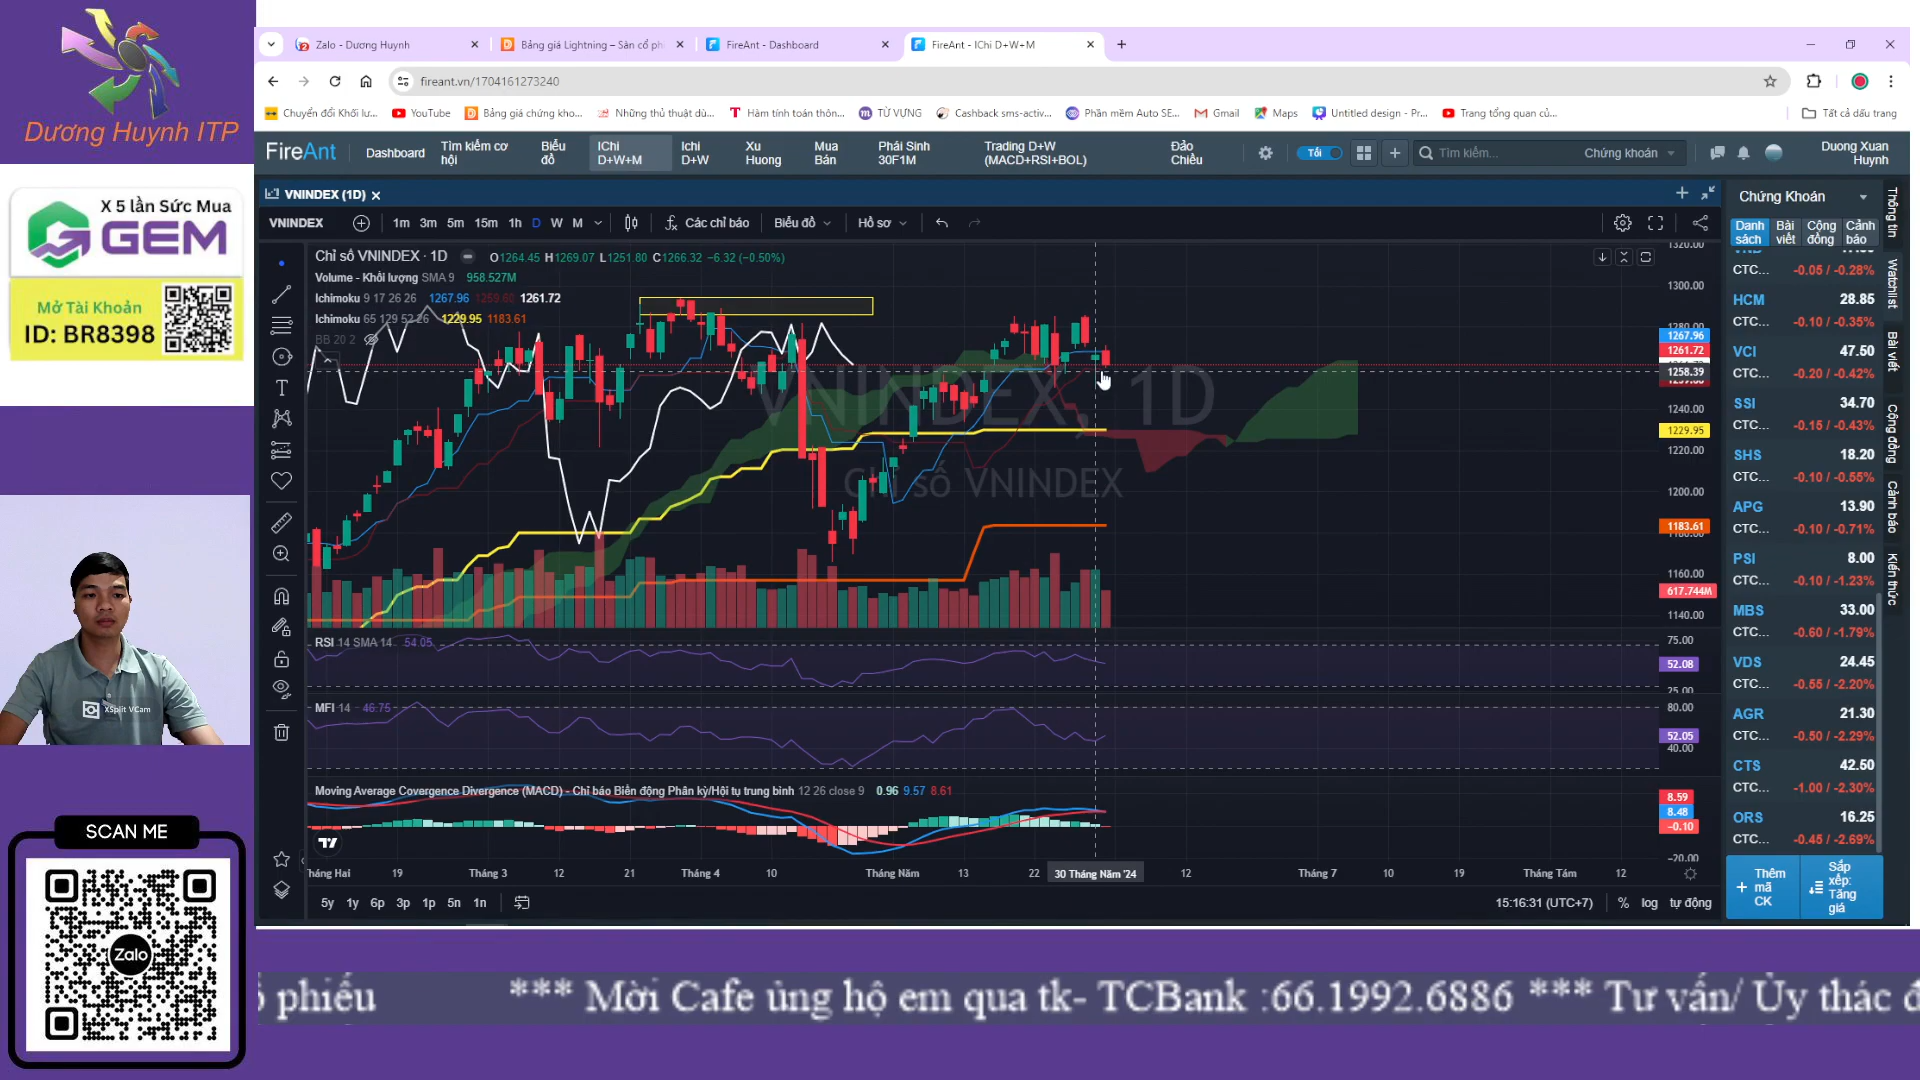 Dương Huynh ITP
X 5 lần Sức Mua
GEM
Mở Tài Khoản
ID: BR8398
XSplit VCam
SCAN ME
Zalo
Zalo - Dương Huynh
Bảng giá Lightning – Sàn cổ ph
FireAnt - Dashboard
FireAnt - IChi D+W+M
fireant.vn/1704161273240
Chuyển đổi Khối lư...
YouTube
Bảng giá chứng kho...
Những thủ thuật dù...
Hàm tính toán thôn...
TỪ VỰNG
Cashback sms-activ...
Phần mềm Auto SE...
Gmail
Maps
Untitled design - Pr...
Trang tổng quan củ...
Tất cả dấu trang
FireAnt
Dashboard
Tìm kiếm cơ hội
Biểu đồ
IChi D+W+M
Ichi D+W
Xu Huong
Mua Bán
Phái Sinh 30F1M
Trading D+W (MACD+RSI+BOL)
Đảo Chiều
Tối
Tìm kiếm...
Chứng khoán
Duong Xuan Huynh
VNINDEX (1D)
VNINDEX
1m 3m 5m 15m 1h D W M
Các chỉ báo
Biểu đồ
Hồ sơ
Chỉ số VNINDEX · 1D
O1264.45 H1269.07 L1251.80 C1266.32 -6.32 (-0.50%)
Volume - Khối lượng SMA 9 958.527M
Ichimoku 9 17 26 26 1267.96 1259.60 1261.72
Ichimoku 65 129 52 26 1229.95 1183.61
BB 20 2
VNINDEX, 1D
Chỉ số VNINDEX
1320.00
1300.00
1280.00
1267.96
1261.72
1258.39
1240.00
1229.95
1220.00
1200.00
1183.61
1180.00
1160.00
617.744M
1140.00
RSI 14 SMA 14 54.05
75.00
52.08
25.00
MFI 14 46.75
80.00
52.05
40.00
Moving Average Covergence Divergence (MACD) - Chỉ báo Biến động Phân kỳ/Hội tụ trung bình 12 26 close 9 0.96 9.57 8.61
8.59
8.48
-0.10
-20.00
háng Hai 19 Tháng 3 12 21 Tháng 4 10 Tháng Năm 13 22 30 Tháng Năm '24 12 Tháng 7 10 19 Tháng Tám 12
5y 1y 6p 3p 1p 5n 1n
15:16:31 (UTC+7)
% log tự động
Chứng Khoán
Danh sách
Bài viết
Cộng đồng
Cảnh báo
CTC... -0.05 / -0.28%
HCM 28.85
CTC... -0.10 / -0.35%
VCI 47.50
CTC... -0.20 / -0.42%
SSI 34.70
CTC... -0.15 / -0.43%
SHS 18.20
CTC... -0.10 / -0.55%
APG 13.90
CTC... -0.10 / -0.71%
PSI 8.00
CTC... -0.10 / -1.23%
MBS 33.00
CTC... -0.60 / -1.79%
VDS 24.45
CTC... -0.55 / -2.20%
AGR 21.30
CTC... -0.50 / -2.29%
CTS 42.50
CTC... -1.00 / -2.30%
ORS 16.25
CTC... -0.45 / -2.69%
Thêm mã CK
Sắp xếp: Tăng giá
Thông tin
Watchlist
Bài viết
Cộng đồng
Cảnh báo
Kiến thức
phiếu *** Mời Cafe ủng hộ em qua tk- TCBank :66.1992.6886 *** Tư vấn/ Ủy thác